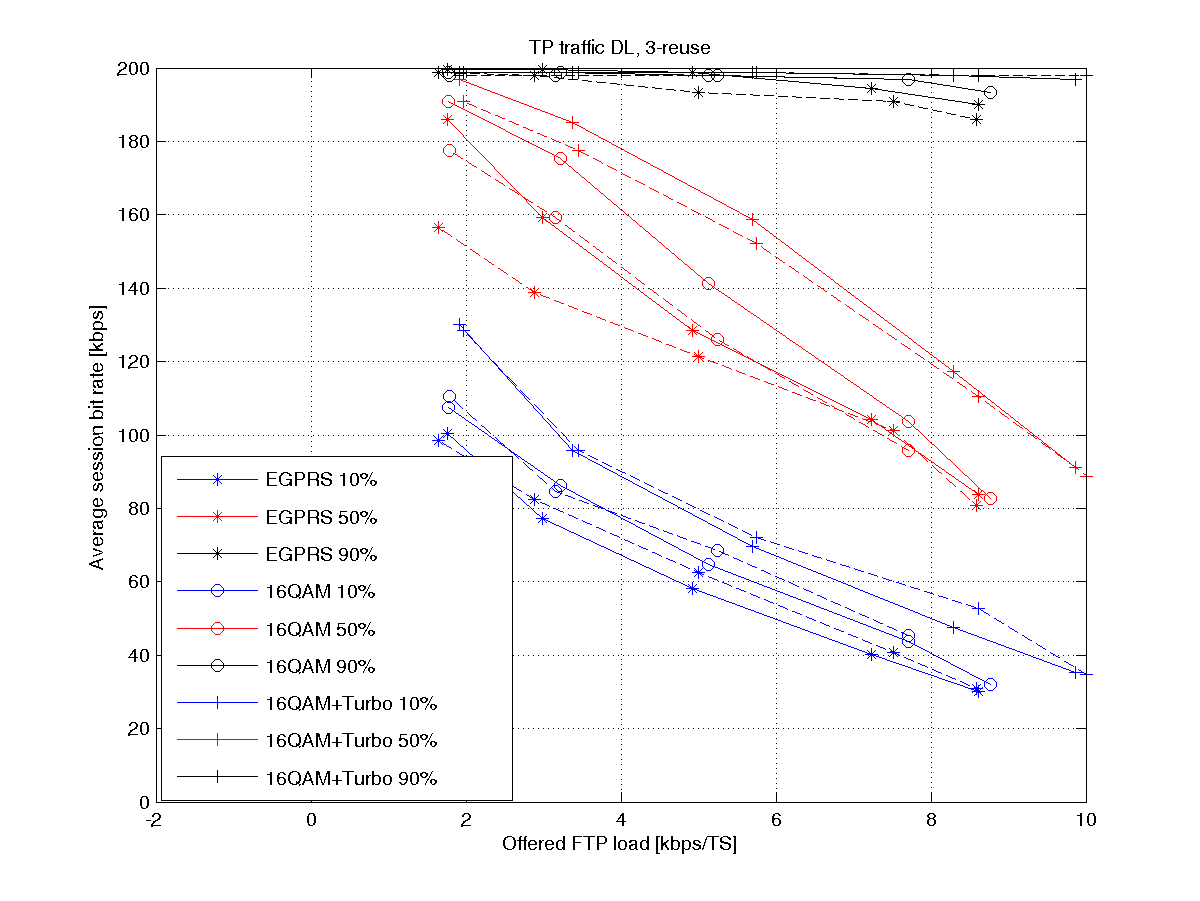 TP traffic DL, 3-reuse
200
180
160
140
120
100
80
60
40
20
0
Average session bit rate [kbps]
EGPRS 10%
EGPRS 50%
EGPRS 90%
16QAM 10%
16QAM 50%
16QAM 90%
16QAM+Turbo 10%
16QAM+Turbo 50%
16QAM+Turbo 90%
-2 0 2 4 6 8 10
Offered FTP load [kbps/TS]